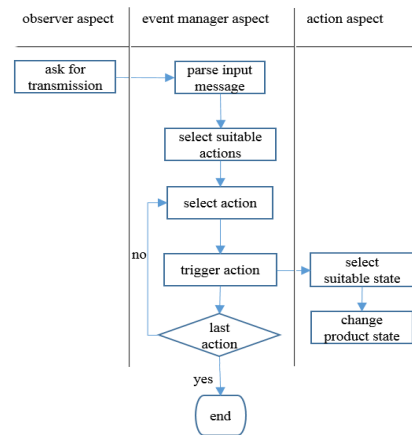 observer aspect
event manager aspect
action aspect
ask for
transmission
parse input
message
select suitable
actions
select action
no
trigger action
select
suitable state
last
action
change
product state
yes
end